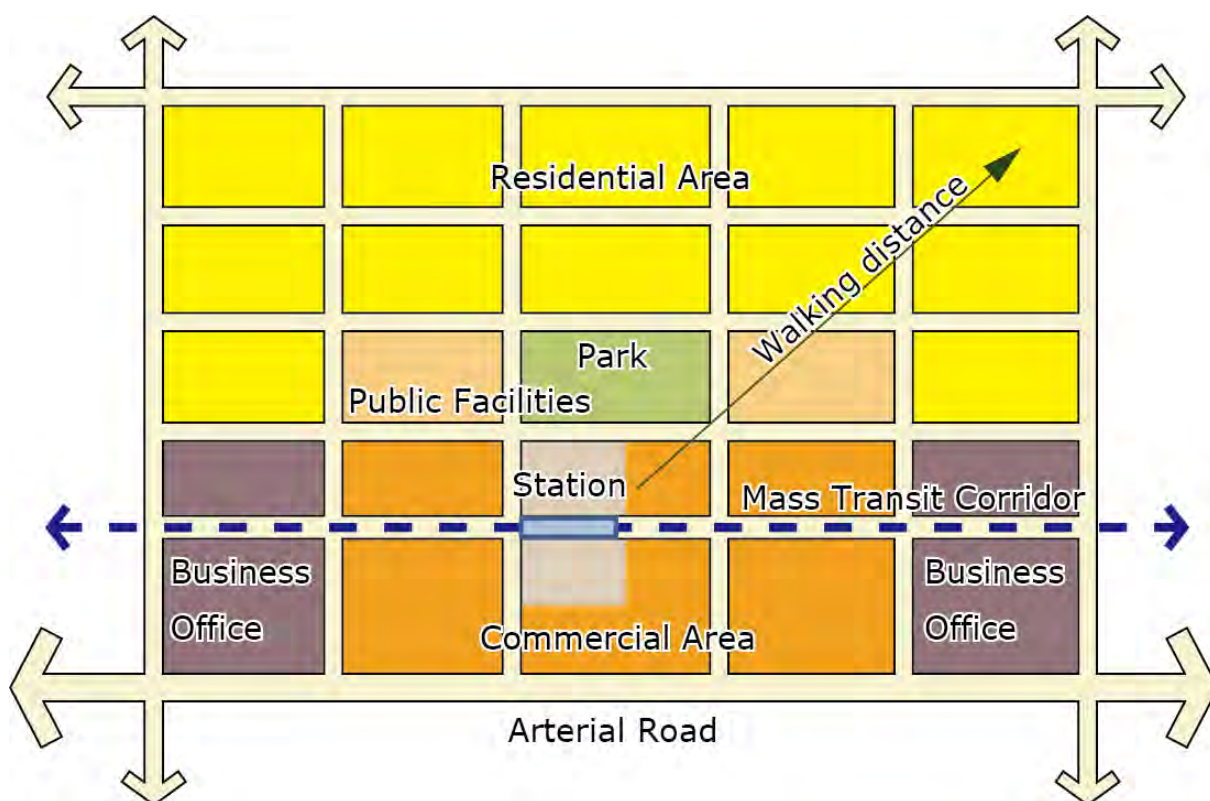 Residential Area
Walking distance
Park
Public Facilities
Station
Mass Transit Corridor
Business
Office
Business
Office
Commercial Area
Arterial Road